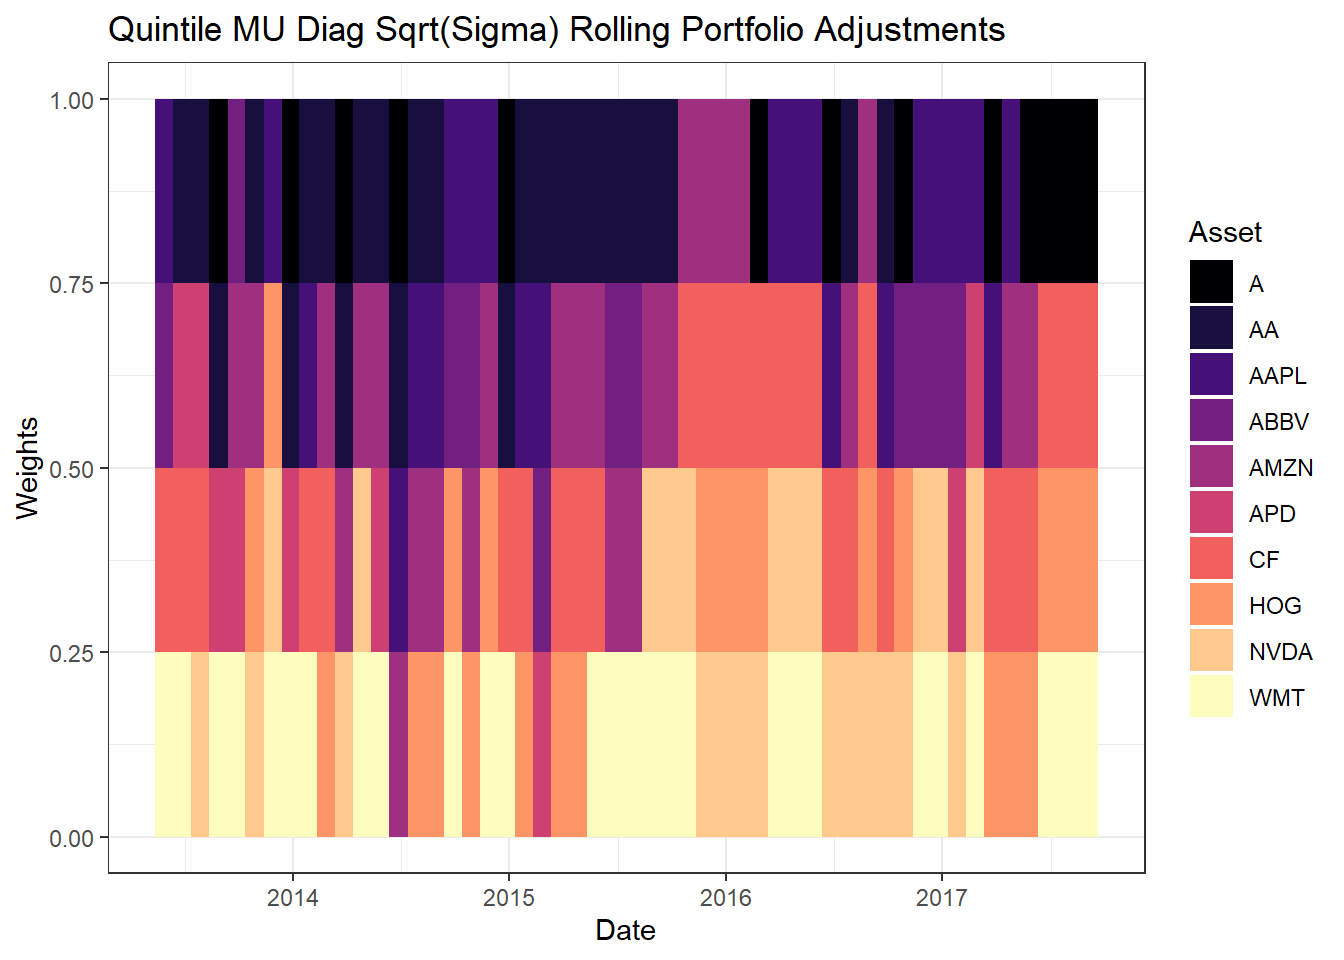 Quintile MU Diag Sqrt(Sigma) Rolling Portfolio Adjustments
1.00
0.75
0.50
0.25
0.00
Weights
2014 2015 2016 2017
Date
Asset
A
AA
AAPL
ABBV
AMZN
APD
CF
HOG
NVDA
WMT